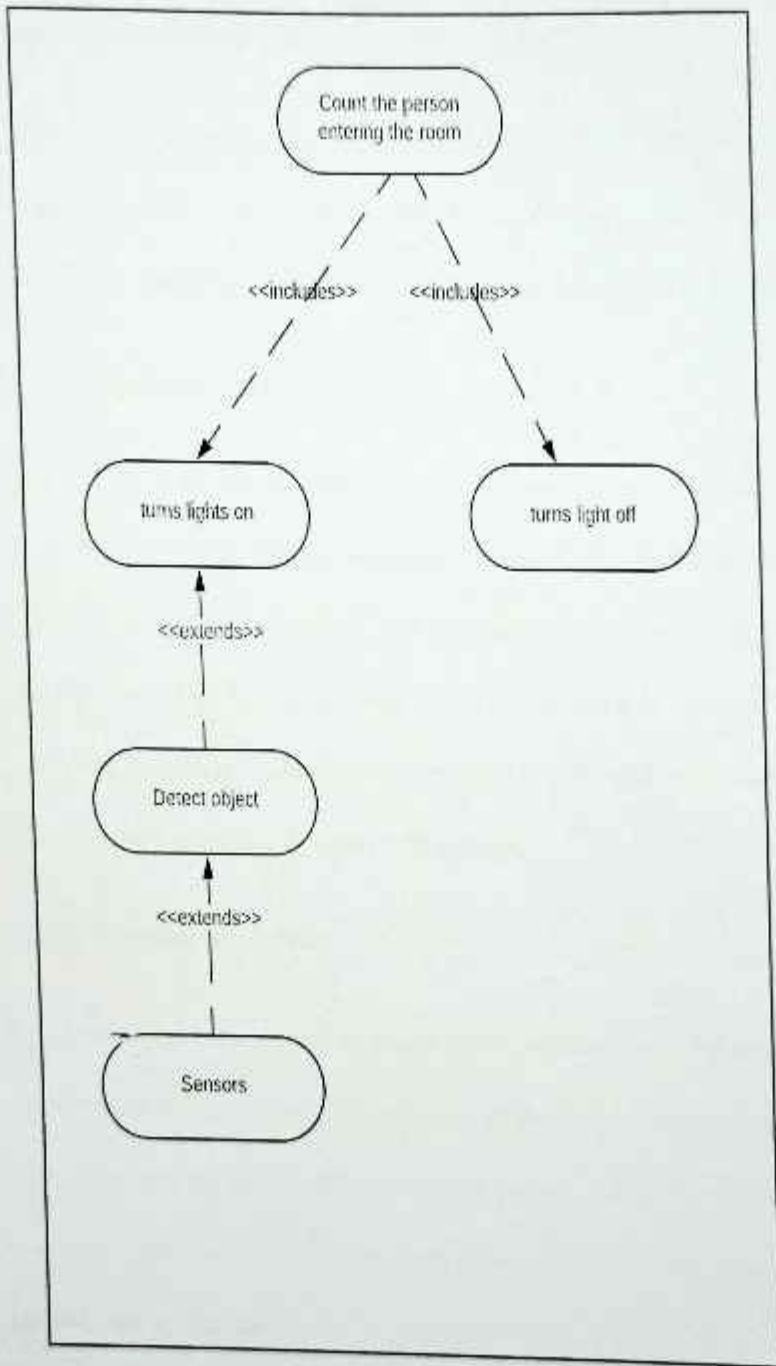 Count the person
entering the room
<<includes>> <<includes>>
turns lights on
turns light off
<<extends>>
Detect object
<<extends>>
Sensors